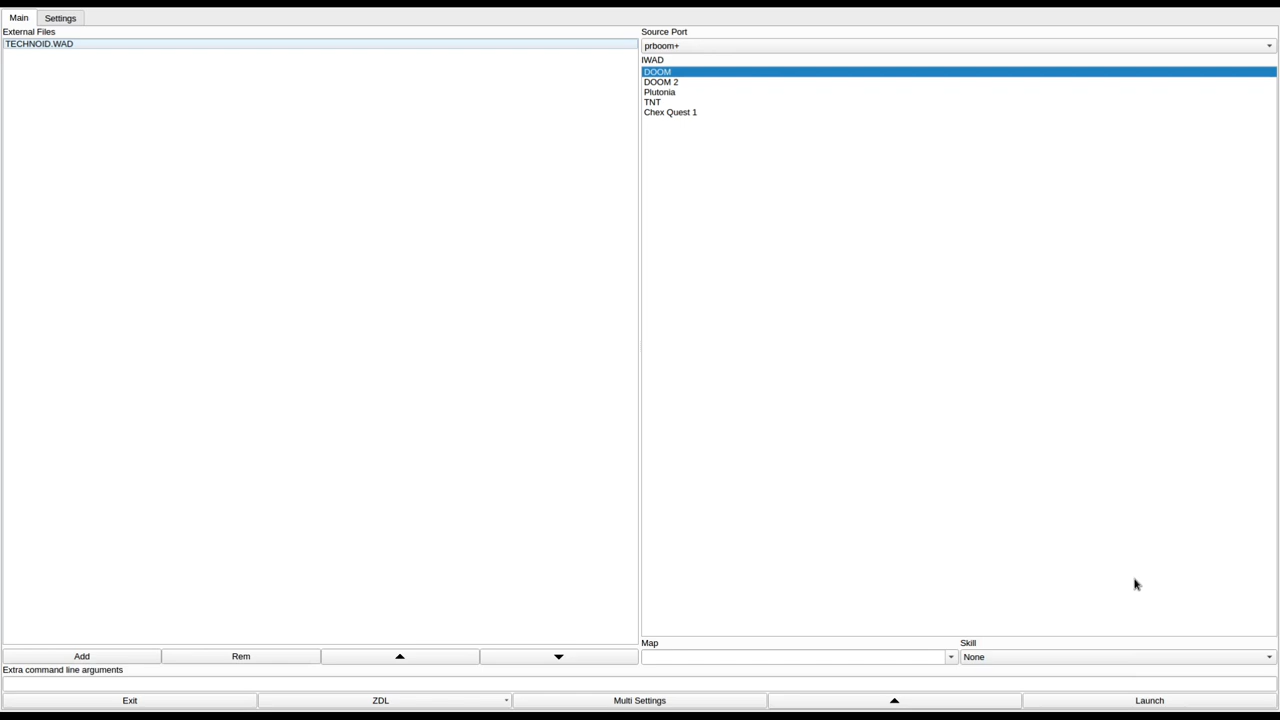 Main Settings
External Files
TECHNOID.WAD
Source Port
prboom+
IWAD
DOOM
DOOM 2
Plutonia
TNT
Chex Quest 1
Add Rem
Map Skill
None
Extra command line arguments
Exit ZDL Multi Settings Launch